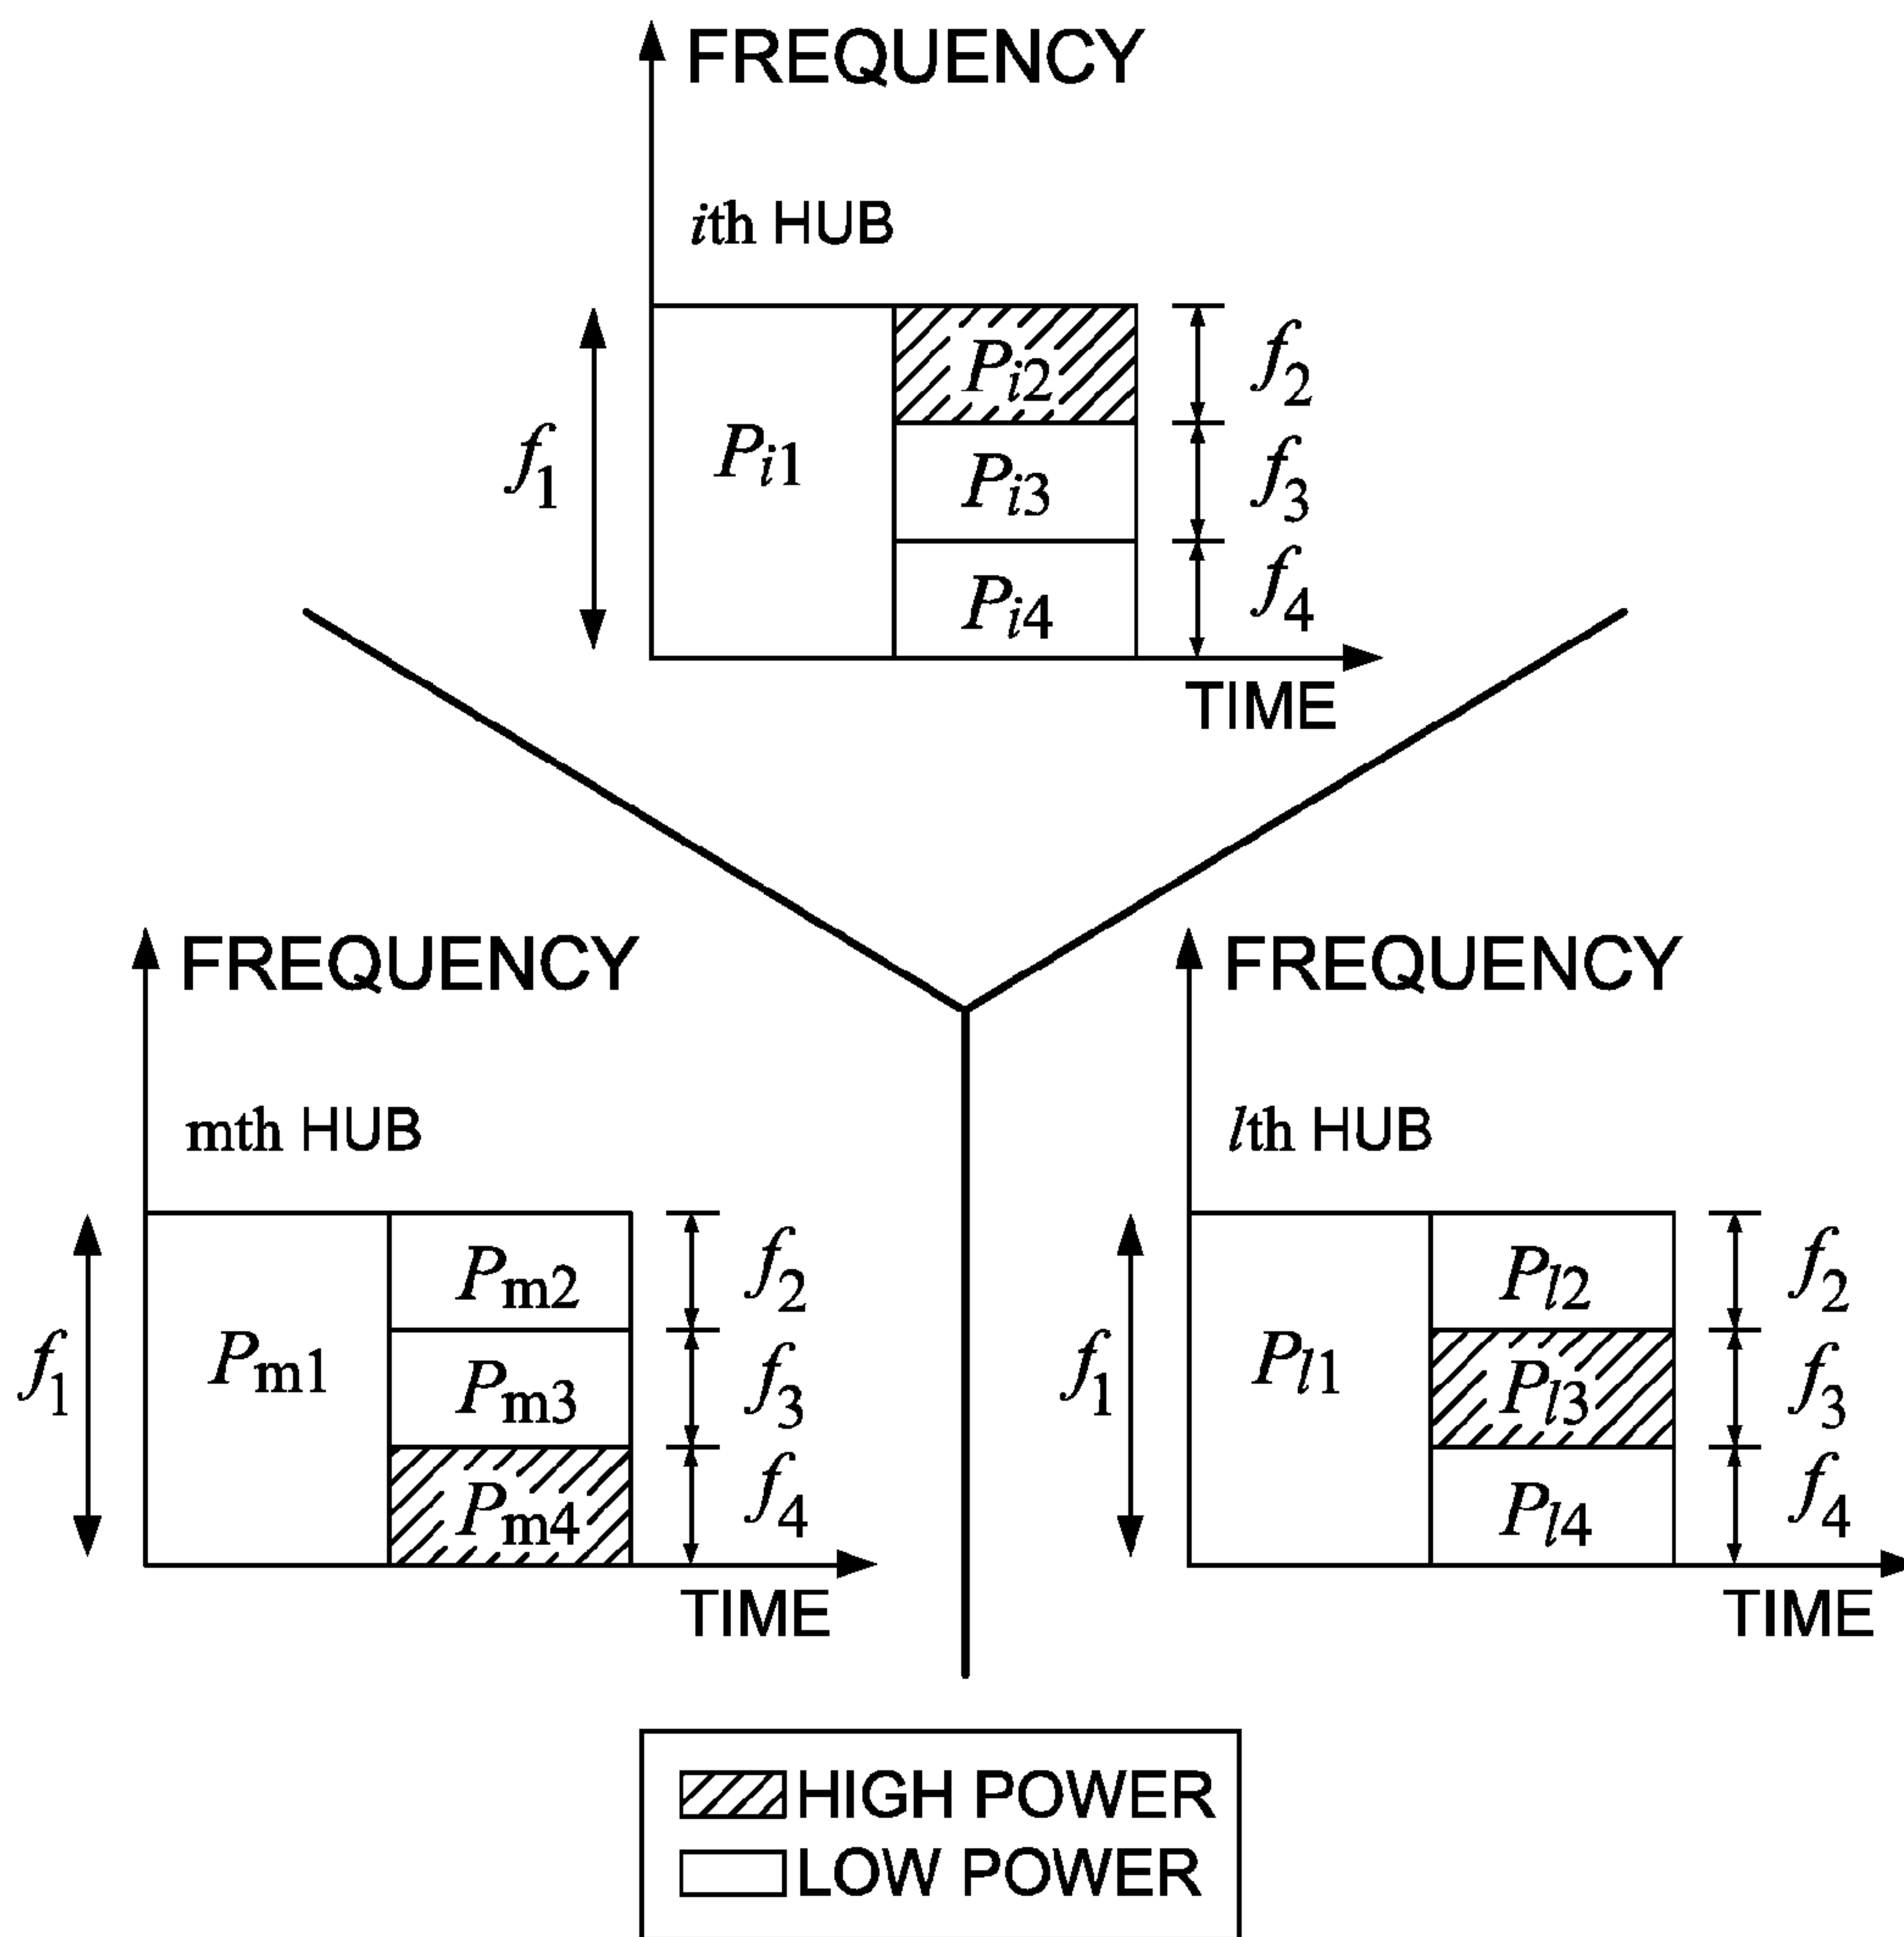 FREQUENCY
ith HUB
f1
Pi1
Pi2
Pi3
Pi4
f2
f3
f4
TIME
FREQUENCY
mth HUB
f1
Pm1
Pm2
Pm3
Pm4
f2
f3
f4
TIME
FREQUENCY
lth HUB
f1
Pl1
Pl2
Pl3
Pl4
f2
f3
f4
TIME
HIGH POWER
LOW POWER